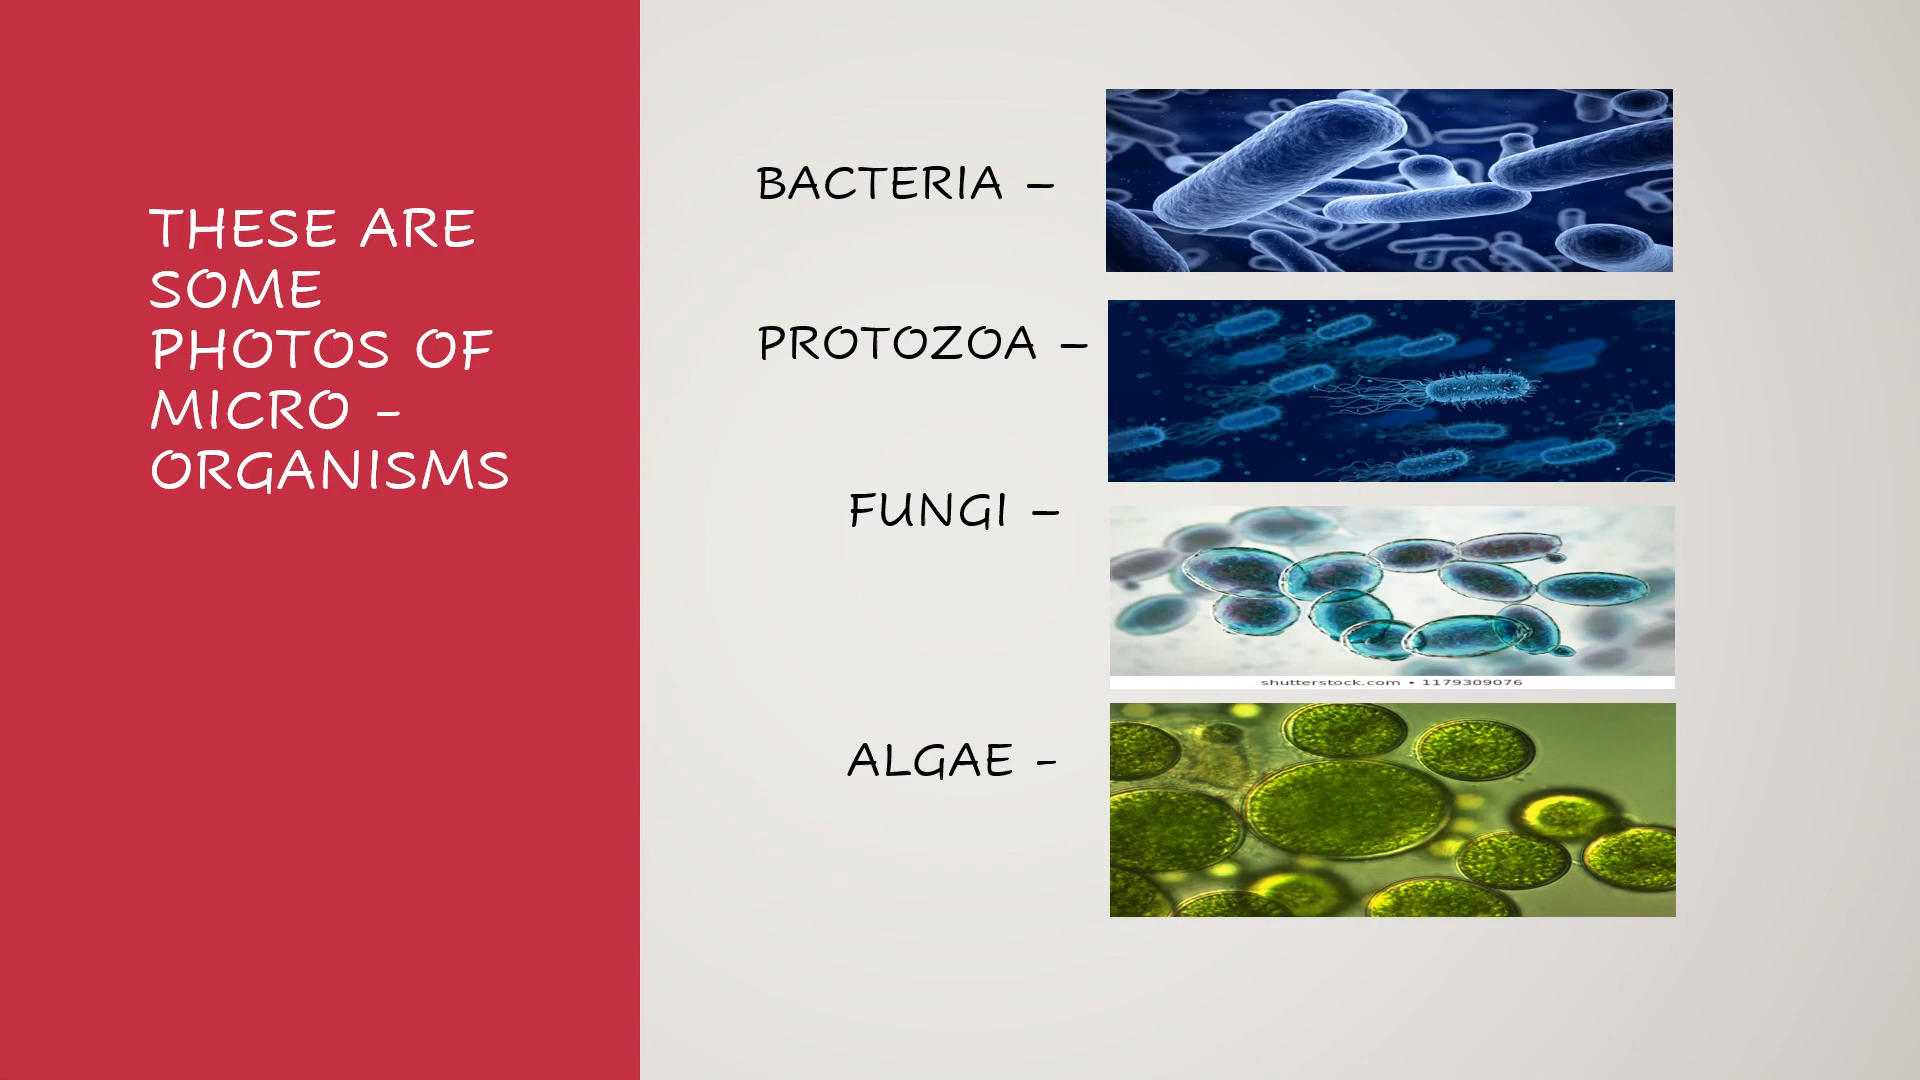 THESE ARE
SOME
PHOTOS OF
MICRO -
ORGANISMS
BACTERIA –
PROTOZOA –
FUNGI –
shutterstock.com • 1179309076
ALGAE -